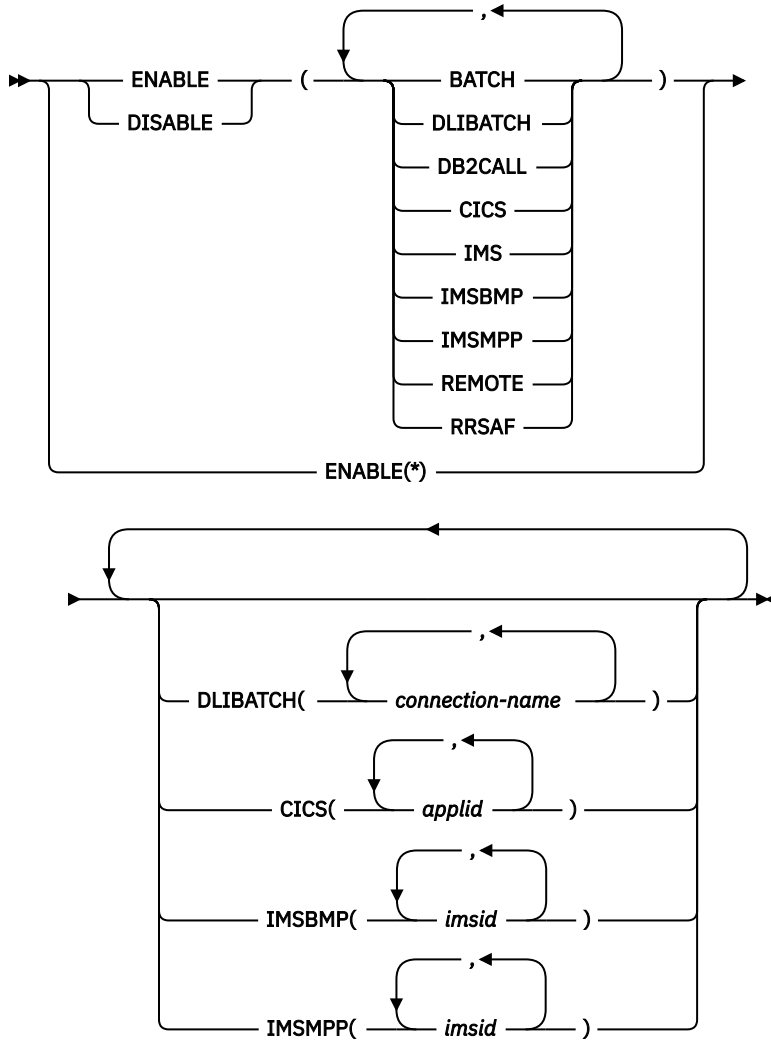 ,
ENABLE ( BATCH )
DISABLE DLIBATCH
DB2CALL
CICS
IMS
IMSBMP
IMSMPP
REMOTE
RRSAF
ENABLE(*)
,
DLIBATCH( connection-name )
,
CICS( applid )
,
IMSBMP( imsid )
,
IMSMPP( imsid )